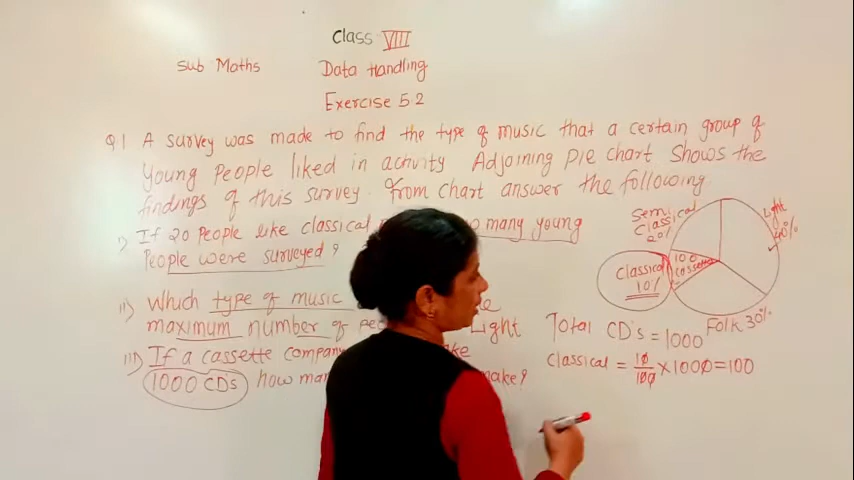 Class VIII
Sub Maths Data Handling
Exercise 5 2
Q1 A survey was made to find the type of music that a certain group of
young People liked in activity Adjoining Pie chart shows the
findings of this survey. From chart answer the following
i) If 20 People like classical many young
People were surveyed?
ii) Which type of music
maximum number of Light
iii) If a cassette company
1000 CD's how make?
Semi
Classical
20%
Light
40%
Classical
10%
100
Cassettes
Folk 30%
Total CD's = 1000
Classical = 10/100 × 1000 = 100